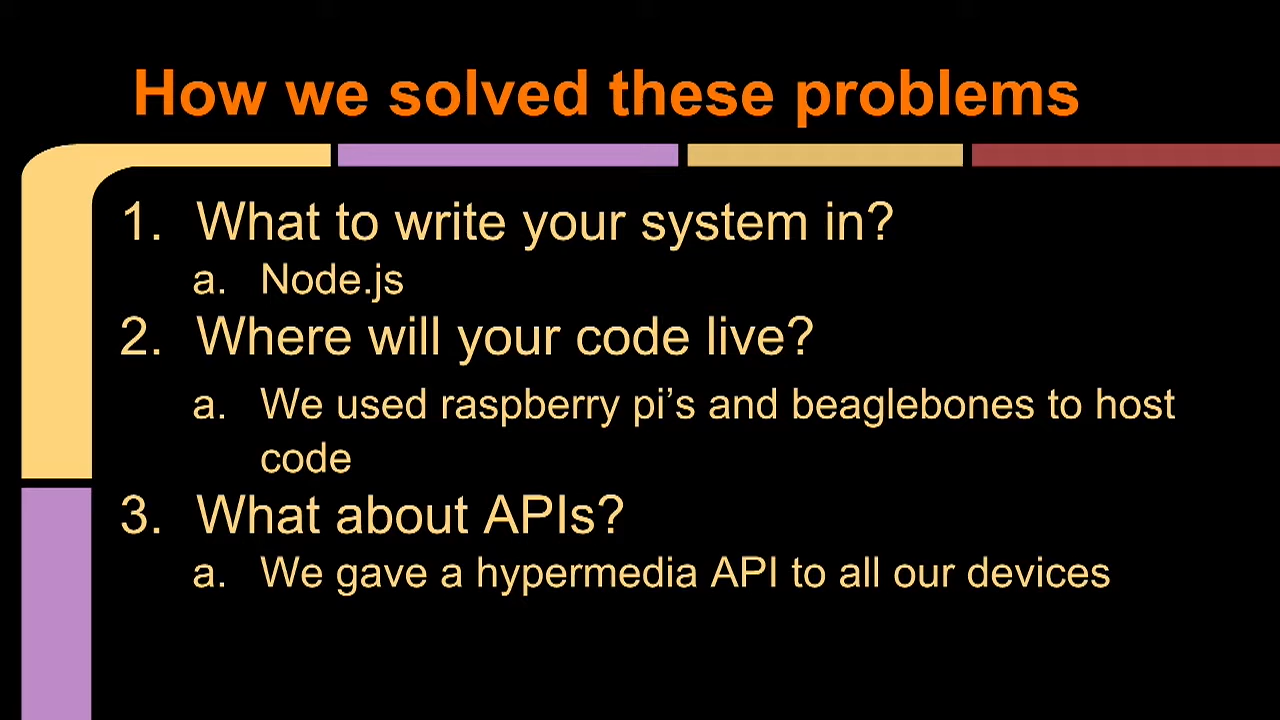 How we solved these problems
1. What to write your system in?
a. Node.js
2. Where will your code live?
a. We used raspberry pi’s and beaglebones to host
code
3. What about APIs?
a. We gave a hypermedia API to all our devices